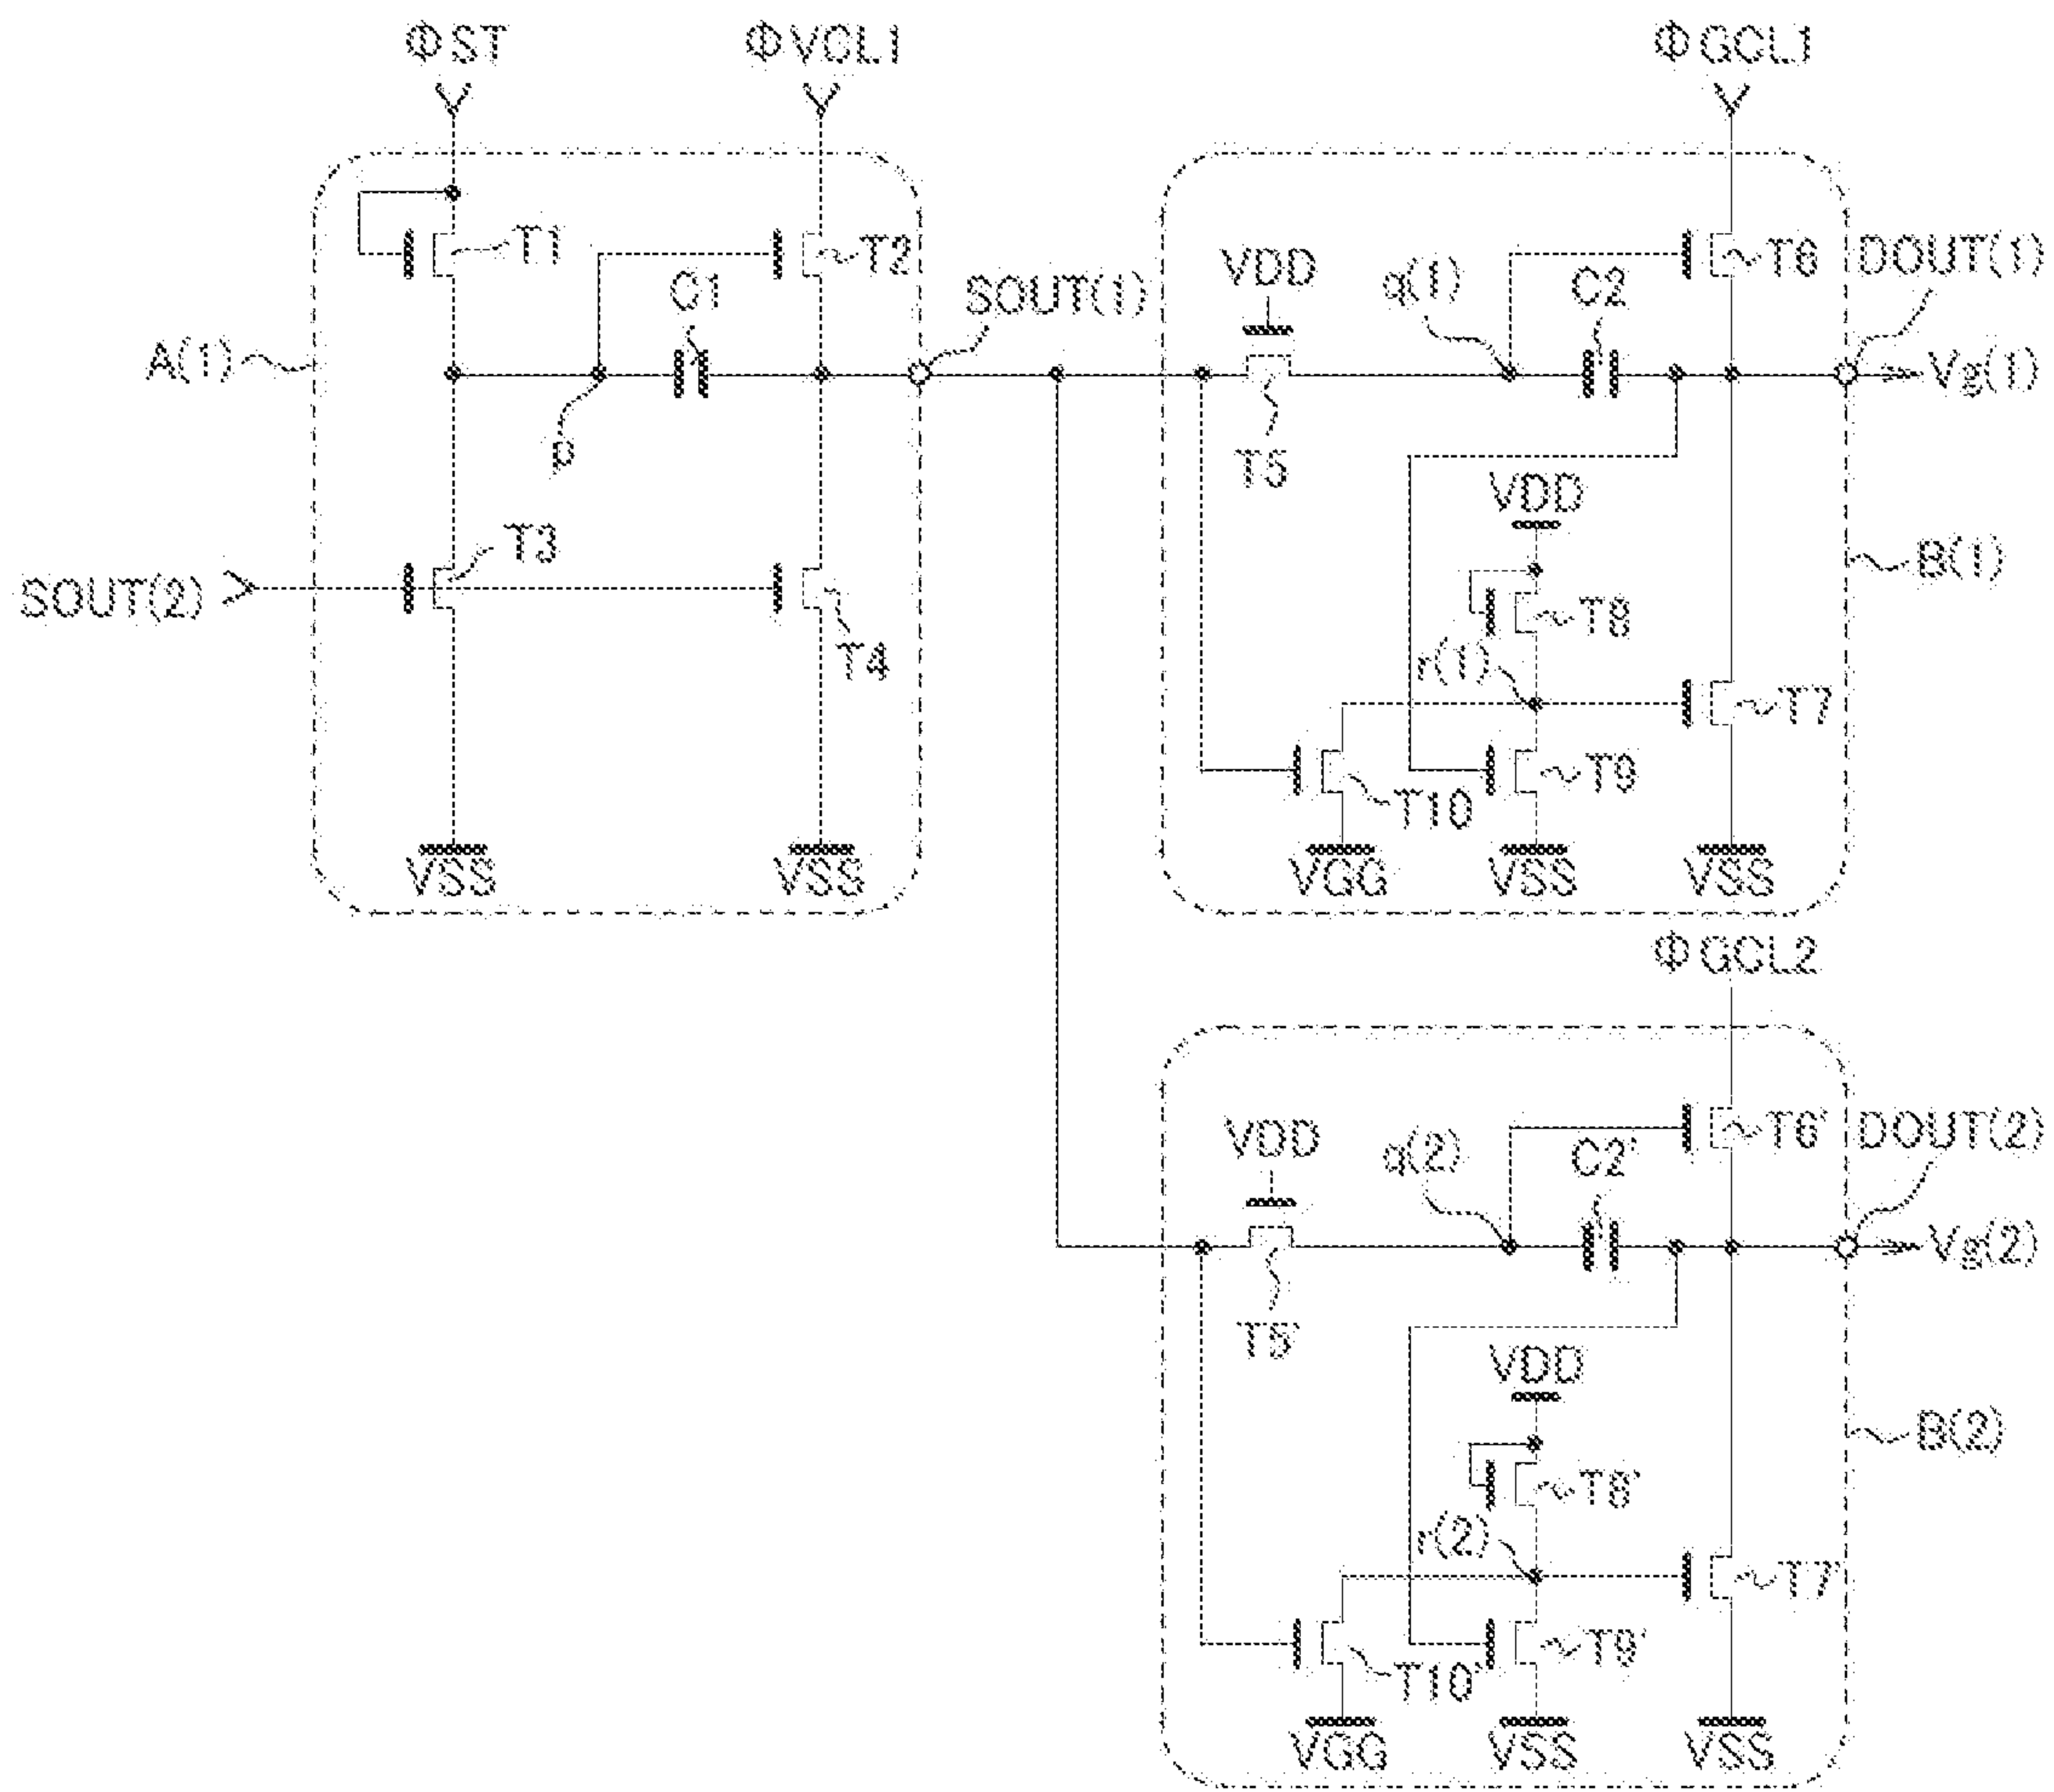 ΦST
ΦVCL1
ΦGCL1
T1
T2
C1
SOUT(1)
A(1)
p
T3
SOUT(2)
T4
VSS
VSS
VDD
q(1)
C2
T6
DOUT(1)
Vg(1)
T5
VDD
B(1)
T8
r(1)
T7
T9
T10
VGG
VSS
VSS
ΦGCL2
VDD
q(2)
C2'
T6'
DOUT(2)
Vg(2)
T5'
VDD
B(2)
T8'
r(2)
T7'
T9'
T10'
VGG
VSS
VSS